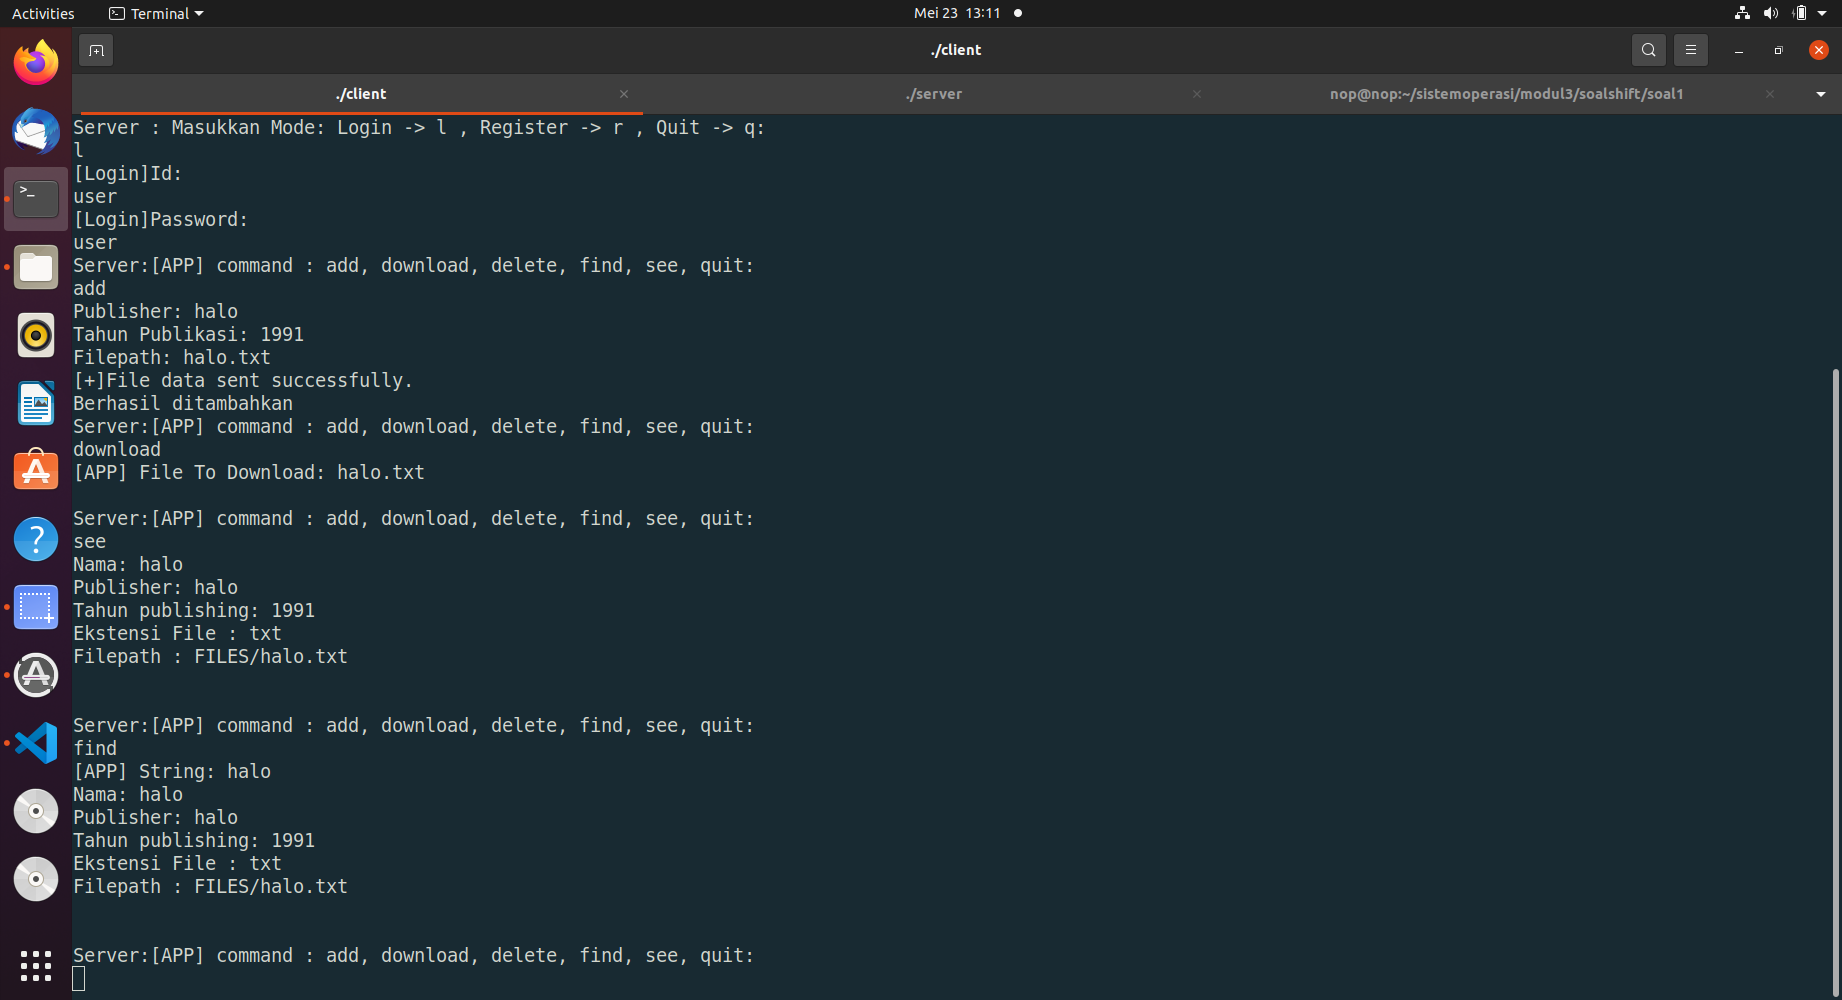 Activities
Terminal
Mei 23 13:11
./client
./client
./server
nop@nop:~/sistemoperasi/modul3/soalshift/soal1
Server : Masukkan Mode: Login -> l , Register -> r , Quit -> q:
l
[Login]Id:
user
[Login]Password:
user
Server:[APP] command : add, download, delete, find, see, quit:
add
Publisher: halo
Tahun Publikasi: 1991
Filepath: halo.txt
[+]File data sent successfully.
Berhasil ditambahkan
Server:[APP] command : add, download, delete, find, see, quit:
download
[APP] File To Download: halo.txt
Server:[APP] command : add, download, delete, find, see, quit:
see
Nama: halo
Publisher: halo
Tahun publishing: 1991
Ekstensi File : txt
Filepath : FILES/halo.txt
Server:[APP] command : add, download, delete, find, see, quit:
find
[APP] String: halo
Nama: halo
Publisher: halo
Tahun publishing: 1991
Ekstensi File : txt
Filepath : FILES/halo.txt
Server:[APP] command : add, download, delete, find, see, quit: